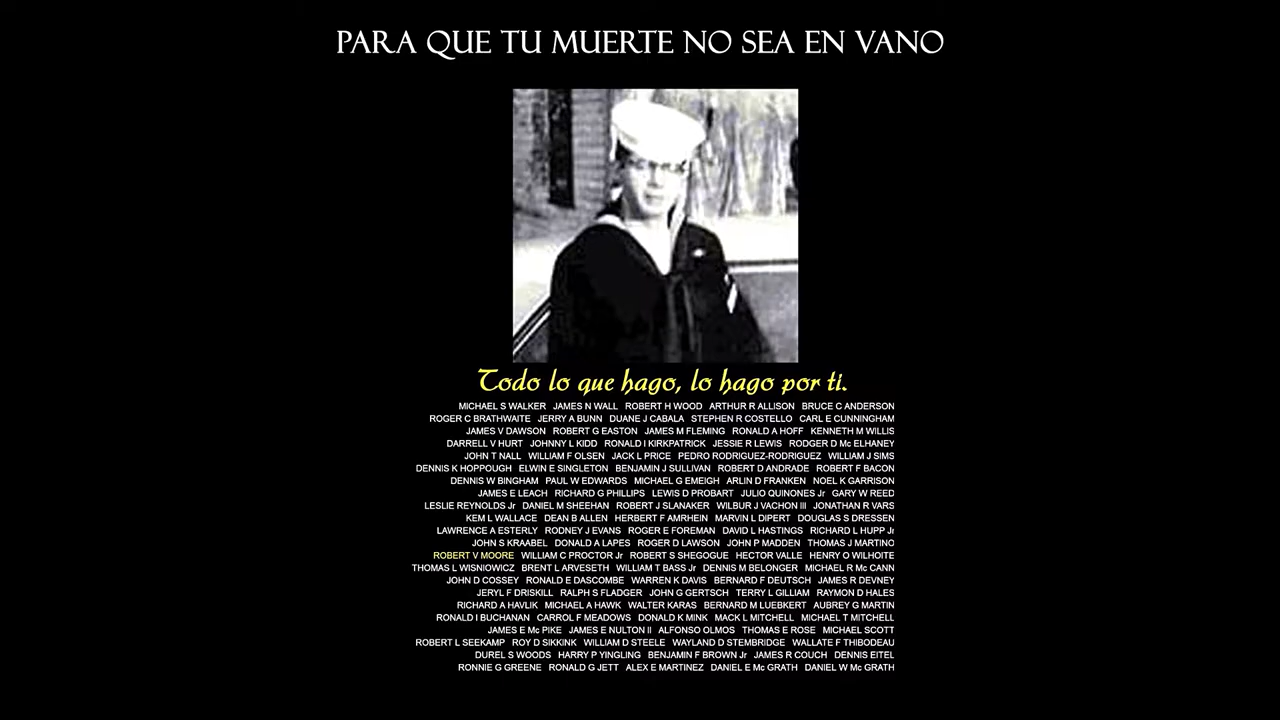 PARA QUE TU MUERTE NO SEA EN VANO
Todo lo que hago, lo hago por ti.
MICHAEL S WALKER JAMES N WALL ROBERT H WOOD ARTHUR R ALLISON BRUCE C ANDERSON
ROGER C BRATHWAITE JERRY A BUNN DUANE J CABALA STEPHEN R COSTELLO CARL E CUNNINGHAM
JAMES V DAWSON ROBERT G EASTON JAMES M FLEMING RONALD A HOFF KENNETH M WILLIS
DARRELL V HURT JOHNNY L KIDD RONALD I KIRKPATRICK JESSIE R LEWIS RODGER D Mc ELHANEY
JOHN T NALL WILLIAM F OLSEN JACK L PRICE PEDRO RODRIGUEZ-RODRIGUEZ WILLIAM J SIMS
DENNIS K HOPPOUGH ELWIN E SINGLETON BENJAMIN J SULLIVAN ROBERT D ANDRADE ROBERT F BACON
DENNIS W BINGHAM PAUL W EDWARDS MICHAEL G EMEIGH ARLIN D FRANKEN NOEL K GARRISON
JAMES E LEACH RICHARD G PHILLIPS LEWIS D PROBART JULIO QUINONES Jr GARY W REED
LESLIE REYNOLDS Jr DANIEL M SHEEHAN ROBERT J SLANAKER WILBUR J VACHON III JONATHAN R VARS
KEM L WALLACE DEAN B ALLEN HERBERT F AMRHEIN MARVIN L DIPERT DOUGLAS S DRESSEN
LAWRENCE A ESTERLY RODNEY J EVANS ROGER E FOREMAN DAVID L HASTINGS RICHARD L HUPP Jr
JOHN S KRAABEL DONALD A LAPES ROGER D LAWSON JOHN P MADDEN THOMAS J MARTINO
ROBERT V MOORE WILLIAM C PROCTOR Jr ROBERT S SHEGOGUE HECTOR VALLE HENRY O WILHOITE
THOMAS L WISNIOWICZ BRENT L ARVESETH WILLIAM T BASS Jr DENNIS M BELONGER MICHAEL R Mc CANN
JOHN D COSSEY RONALD E DASCOMBE WARREN K DAVIS BERNARD F DEUTSCH JAMES R DEVNEY
JERYL F DRISKILL RALPH S FLADGER JOHN G GERTSCH TERRY L GILLIAM RAYMON D HALES
RICHARD A HAVLIK MICHAEL A HAWK WALTER KARAS BERNARD M LUEBKERT AUBREY G MARTIN
RONALD I BUCHANAN CARROL F MEADOWS DONALD K MINK MACK L MITCHELL MICHAEL T MITCHELL
JAMES E Mc PIKE JAMES E NULTON II ALFONSO OLMOS THOMAS E ROSE MICHAEL SCOTT
ROBERT L SEEKAMP ROY D SIKKINK WILLIAM D STEELE WAYLAND D STEMBRIDGE WALLATE F THIBODEAU
DUREL S WOODS HARRY P YINGLING BENJAMIN F BROWN Jr JAMES R COUCH DENNIS EITEL
RONNIE G GREENE RONALD G JETT ALEX E MARTINEZ DANIEL E Mc GRATH DANIEL W Mc GRATH